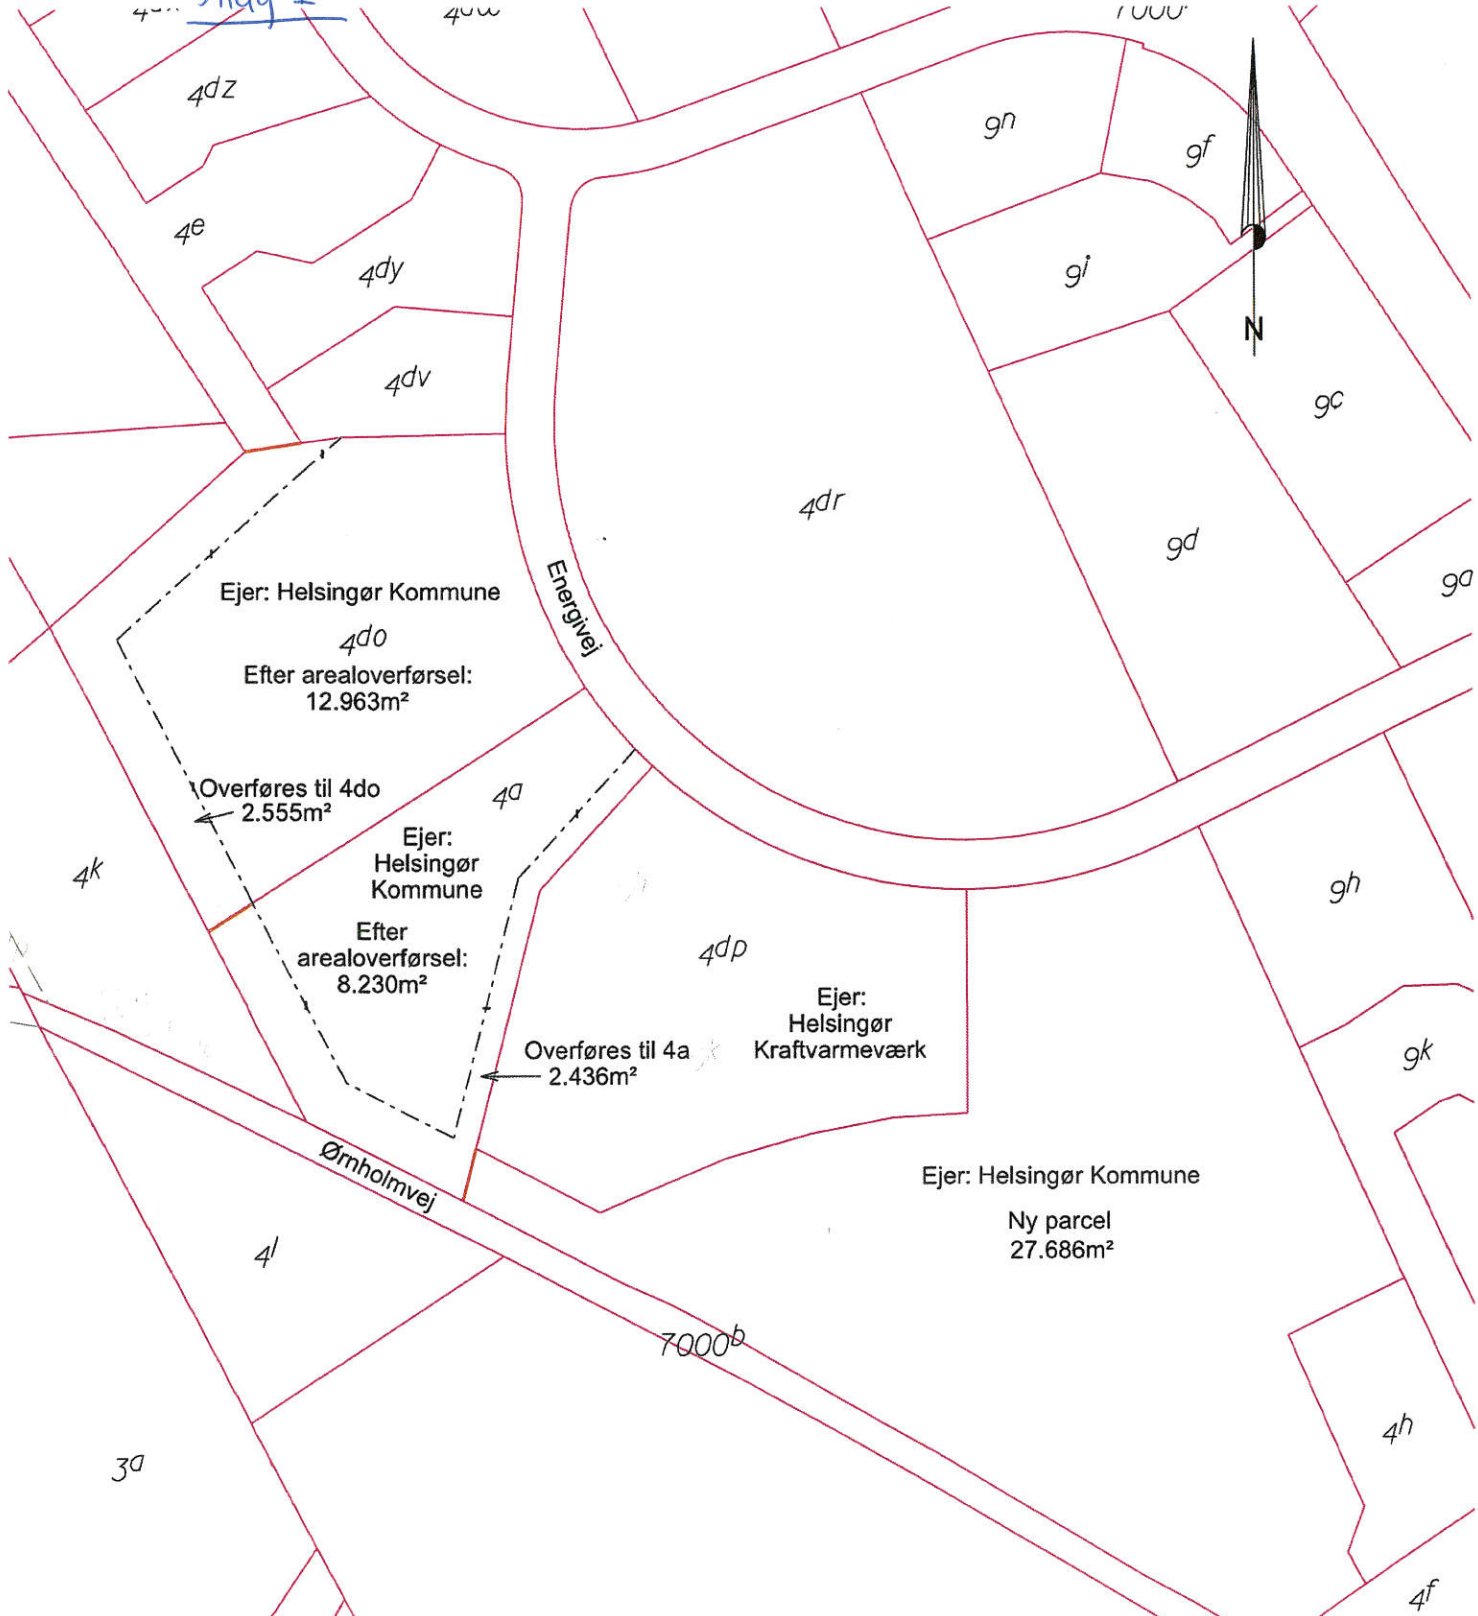 4dz
9n
9f
4e
4dy
9i
N
4dv
9c
4dr
9d
9a
Energivej
Ejer: Helsingør Kommune
4do
Efter arealoverførsel:
12.963m²
Overføres til 4do
2.555m²
4a
Ejer:
Helsingør
Kommune
Efter
arealoverførsel:
8.230m²
4k
9h
4dp
Ejer:
Helsingør
Kraftvarmeværk
Overføres til 4a
2.436m²
9k
Ørnholmvej
Ejer: Helsingør Kommune
Ny parcel
27.686m²
4l
7000b
4h
3a
4f